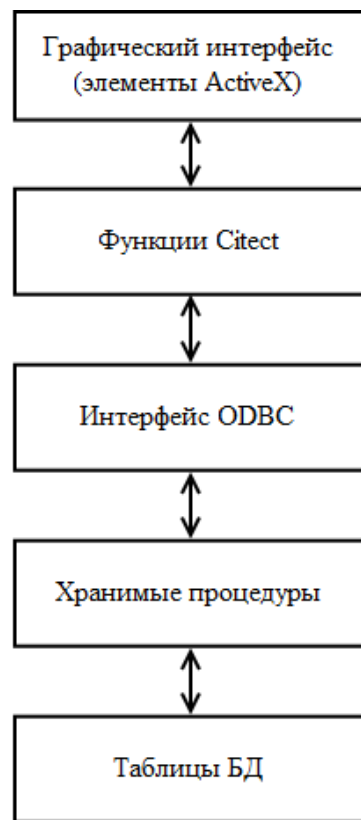 Графический интерфейс
(элементы ActiveX)
Функции Citect
Интерфейс ODBC
Хранимые процедуры
Таблицы БД